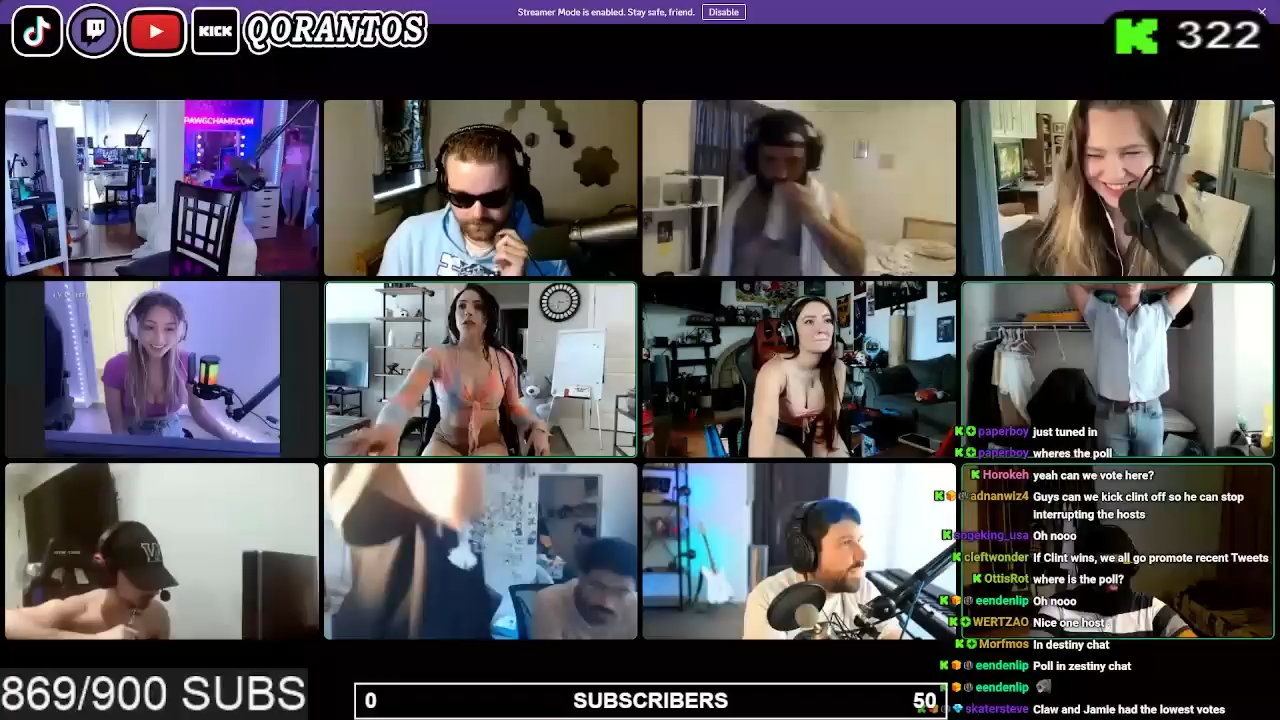 Streamer Mode is enabled. Stay safe, friend. Disable
KICK QORANTOS
K 322
PAWGCHAMP.COM
paperboy just tuned in
paperboy wheres the poll
Horokeh yeah can we vote here?
adnanwlz4 Guys can we kick clint off so he can stop
interrupting the hosts
sogeking_usa Oh nooo
cleftwonder If Clint wins, we all go promote recent Tweets
OttisRot where is the poll?
eendenlip Oh nooo
WERTZAO Nice one host
Morfmos In destiny chat
eendenlip Poll in zestiny chat
eendenlip
skatersteve Claw and Jamie had the lowest votes
869/900 SUBS
0 SUBSCRIBERS 50